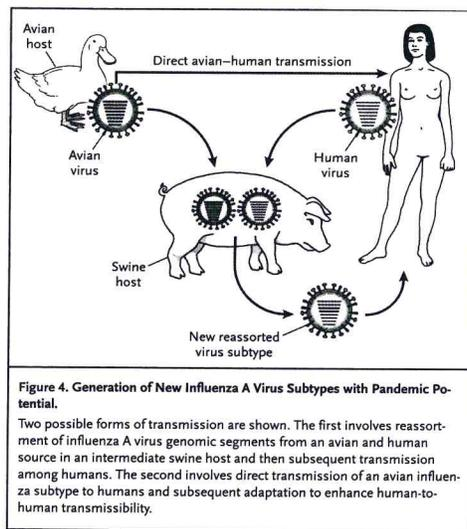 Avian
host
Direct avian–human transmission
Avian
virus
Human
virus
Swine
host
New reassorted
virus subtype
Figure 4. Generation of New Influenza A Virus Subtypes with Pandemic Po-
tential.
Two possible forms of transmission are shown. The first involves reassort-
ment of influenza A virus genomic segments from an avian and human
source in an intermediate swine host and then subsequent transmission
among humans. The second involves direct transmission of an avian influen-
za subtype to humans and subsequent adaptation to enhance human-to-
human transmissibility.